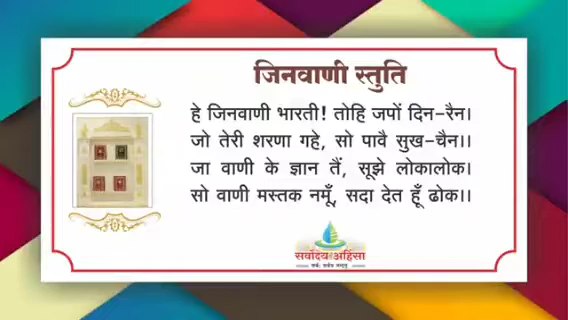 जिनवाणी स्तुति
हे जिनवाणी भारती! तोहि जपों दिन-रैन।
जो तेरी शरणा गहे, सो पावै सुख-चैन।।
जा वाणी के ज्ञान तैं, सूझे लोकालोक।
सो वाणी मस्तक नमूँ, सदा देत हूँ ढोक।।
सर्वोदय अहिंसा